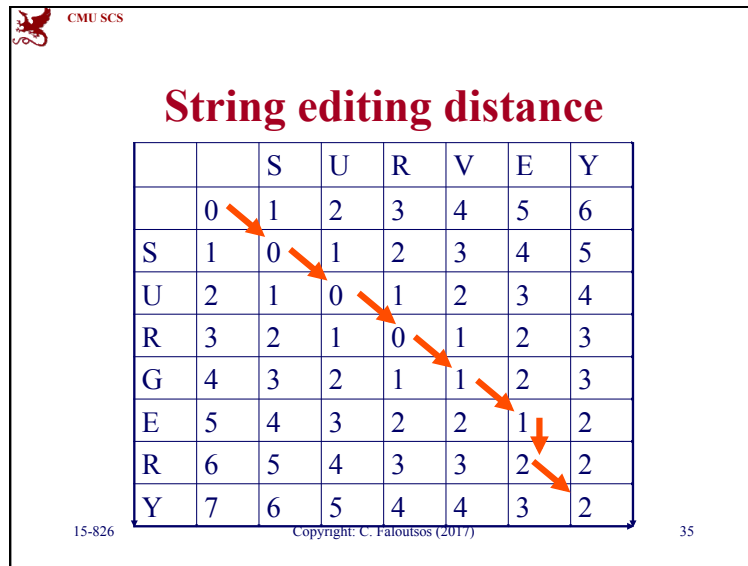 CMU SCS
String editing distance
S U R V E Y
0 1 2 3 4 5 6
S 1 0 1 2 3 4 5
U 2 1 0 1 2 3 4
R 3 2 1 0 1 2 3
G 4 3 2 1 1 2 3
E 5 4 3 2 2 1 2
R 6 5 4 3 3 2 2
Y 7 6 5 4 4 3 2
15-826 Copyright: C. Faloutsos (2017) 35